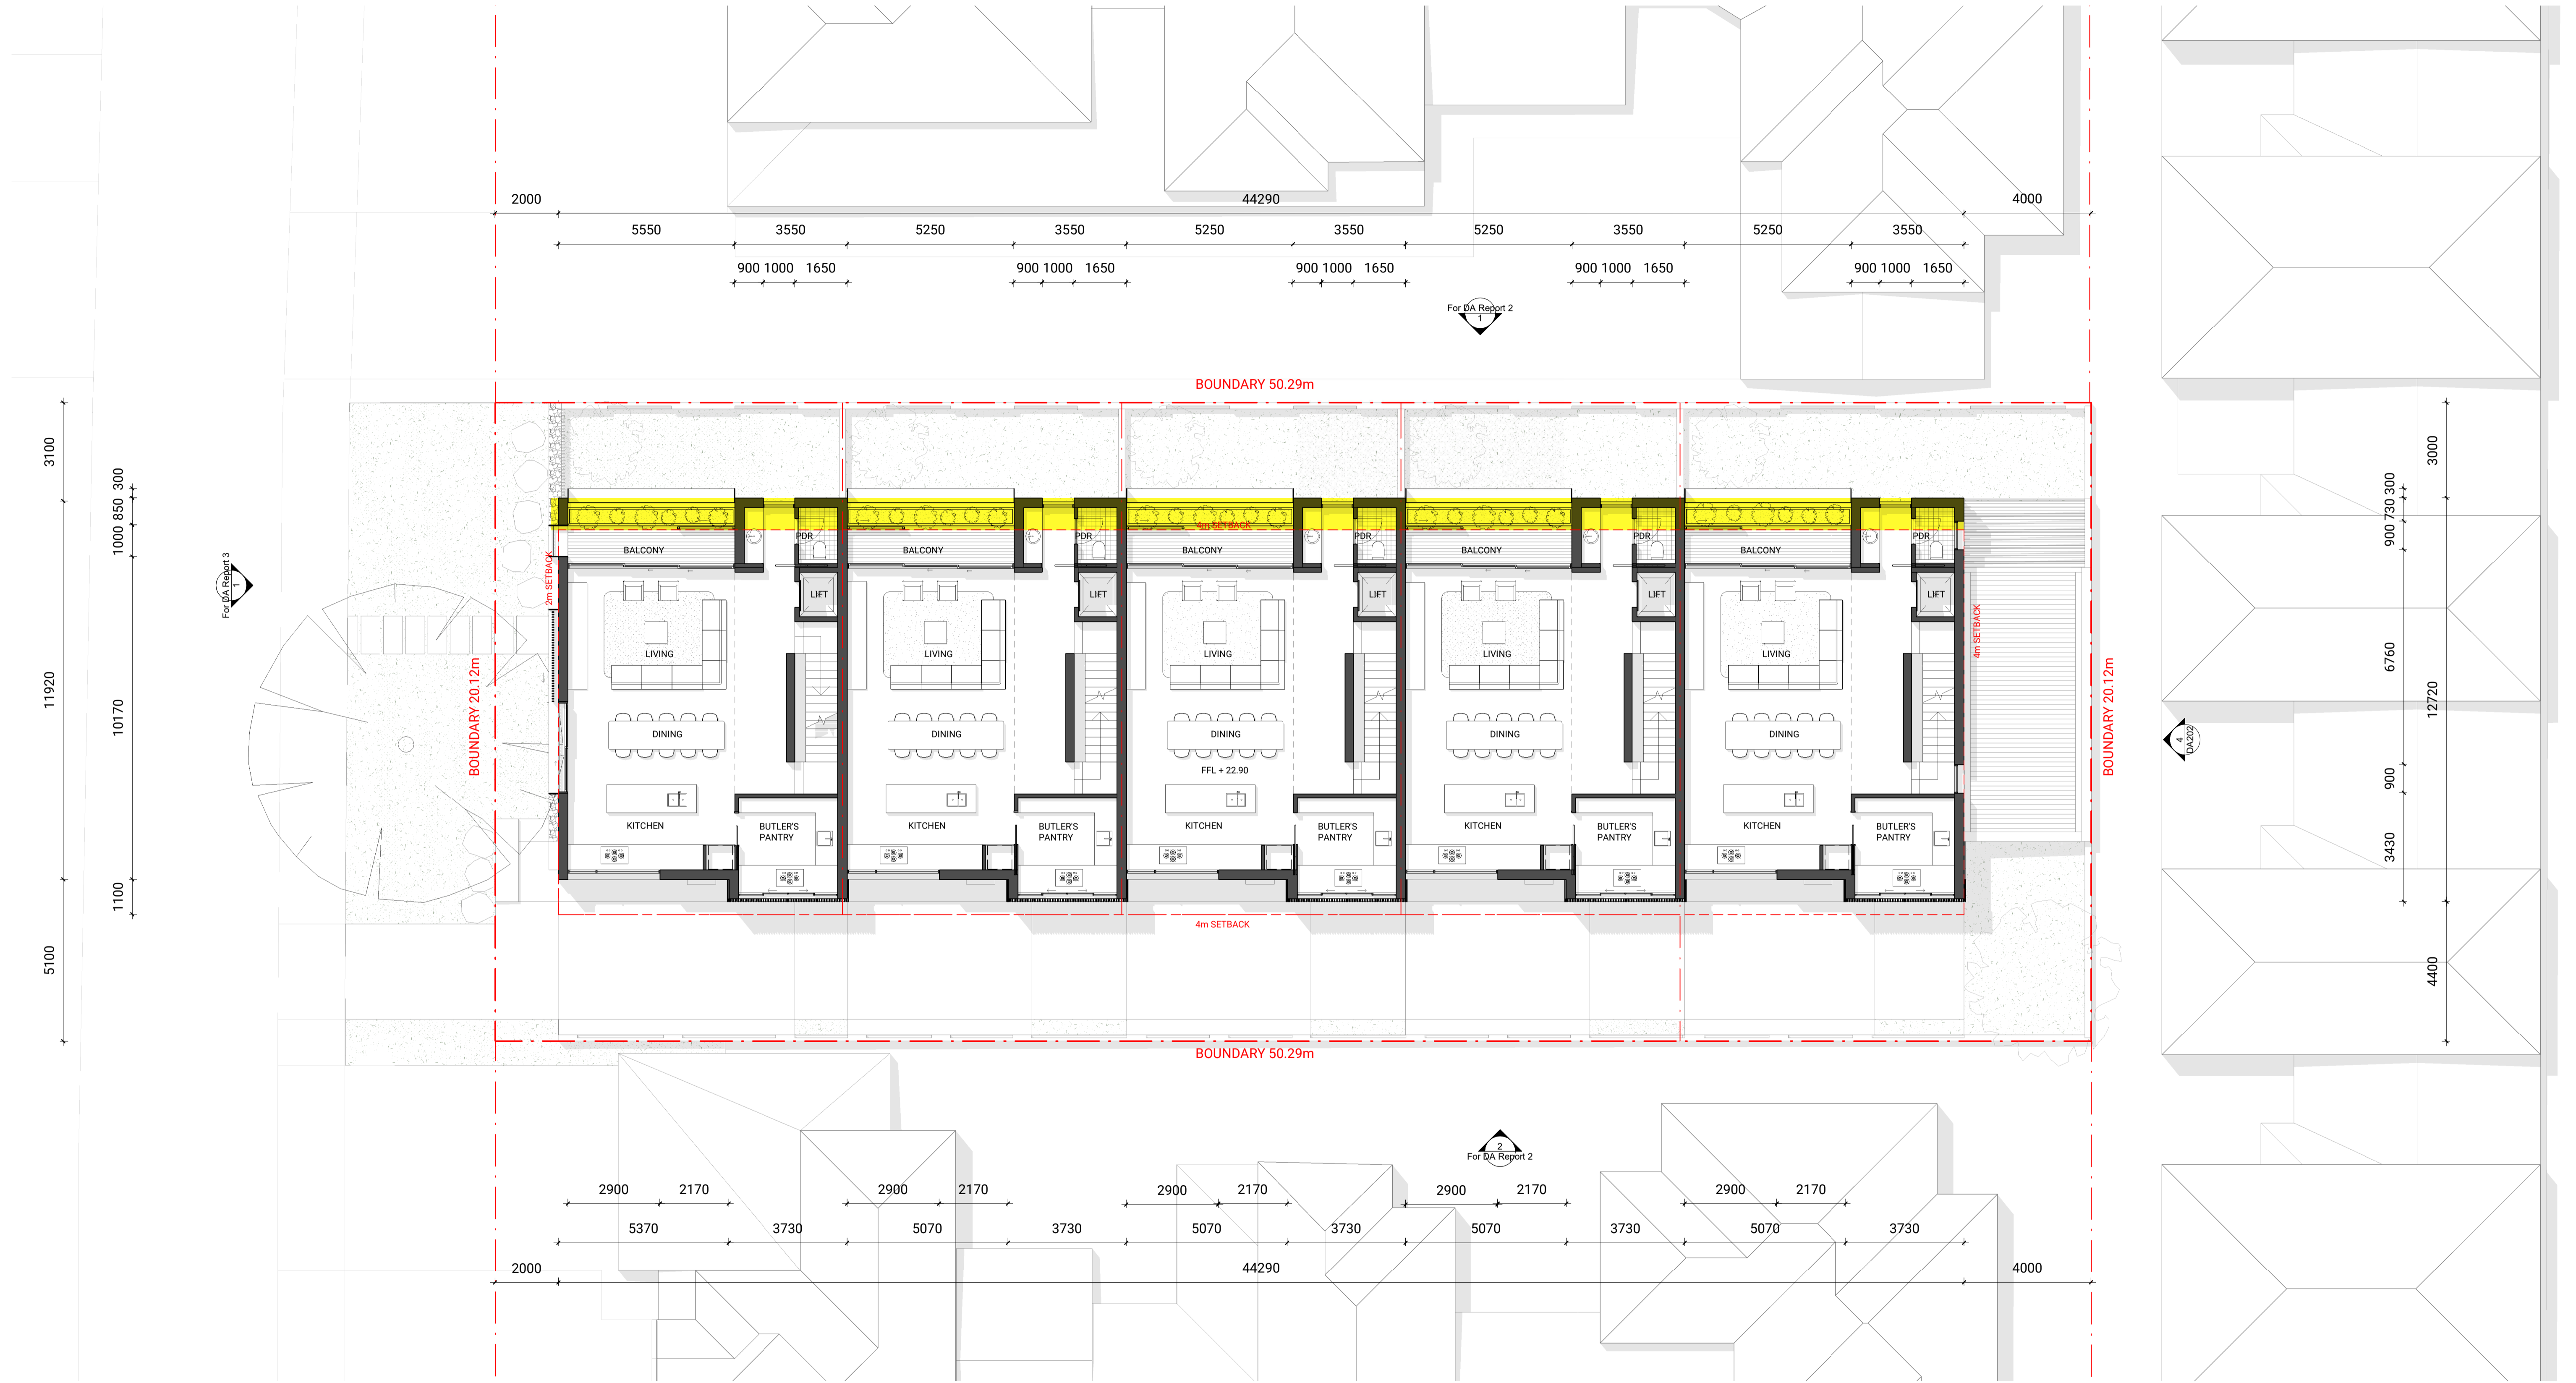 2000
44290
4000
5550
3550
5250
3550
5250
3550
5250
3550
5250
3550
900 1000 1650
900 1000 1650
900 1000 1650
900 1000 1650
900 1000 1650
For DA Report 2
1
BOUNDARY 50.29m
3100
11920
5100
300
850
1000
10170
1100
For DA Report 3
1
BOUNDARY 20.12m
2m SETBACK
4m SETBACK
BALCONY
PDR
BALCONY
PDR
BALCONY
PDR
BALCONY
PDR
BALCONY
PDR
LIFT
LIFT
LIFT
LIFT
LIFT
LIVING
LIVING
LIVING
LIVING
LIVING
DINING
DINING
DINING
DINING
DINING
FFL + 22.90
KITCHEN
BUTLER'S
PANTRY
KITCHEN
BUTLER'S
PANTRY
KITCHEN
BUTLER'S
PANTRY
KITCHEN
BUTLER'S
PANTRY
KITCHEN
BUTLER'S
PANTRY
4m SETBACK
4m SETBACK
BOUNDARY 20.12m
4
DA202
300
730
900
6760
900
3430
3000
12720
4400
BOUNDARY 50.29m
2
For DA Report 2
2900
2170
2900
2170
2900
2170
2900
2170
2900
2170
5370
3730
5070
3730
5070
3730
5070
3730
5070
3730
2000
44290
4000